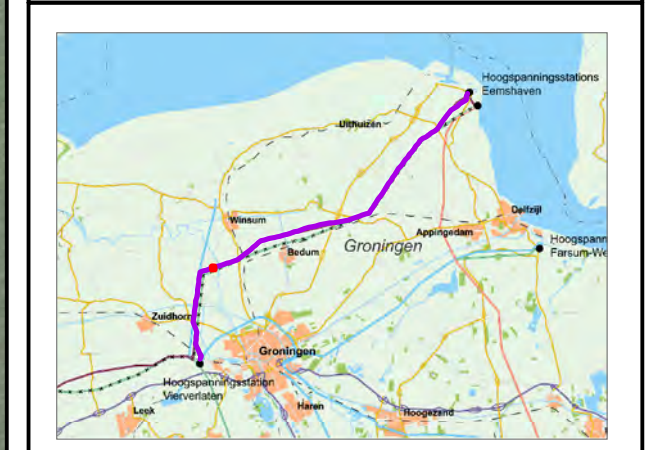 Hoogspanningsstations
Eemshaven
Uithuizen
Winsum
Delfzijl
Appingedam
Groningen
Bedum
Hoogspann
Farsum-We
Zuidhorn
Groningen
Hoogspanningsstation
Vierverlaten
Leek
Haren
Hoogezand